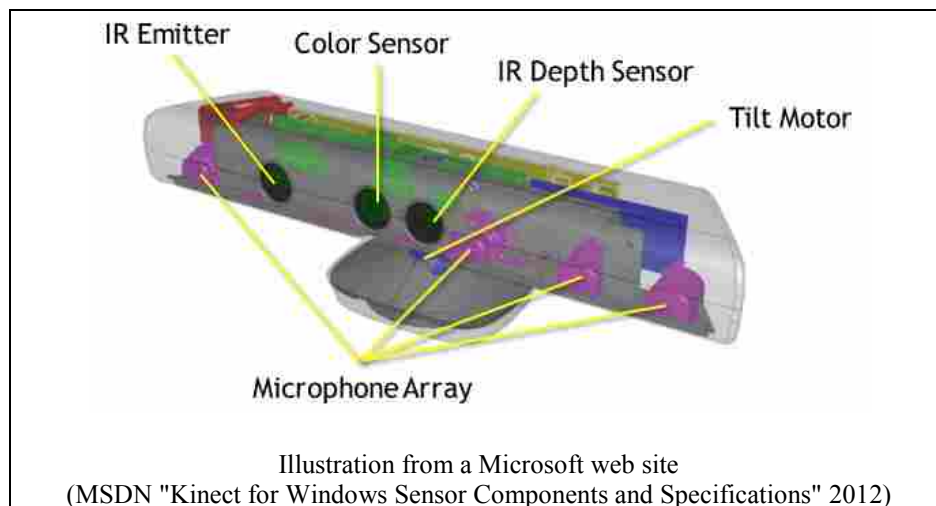 IR Emitter
Color Sensor
IR Depth Sensor
Tilt Motor
Microphone Array
Illustration from a Microsoft web site
(MSDN "Kinect for Windows Sensor Components and Specifications" 2012)